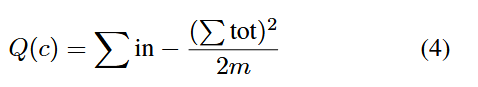 Q(c) = ∑ in − (∑ tot)² / 2m (4)